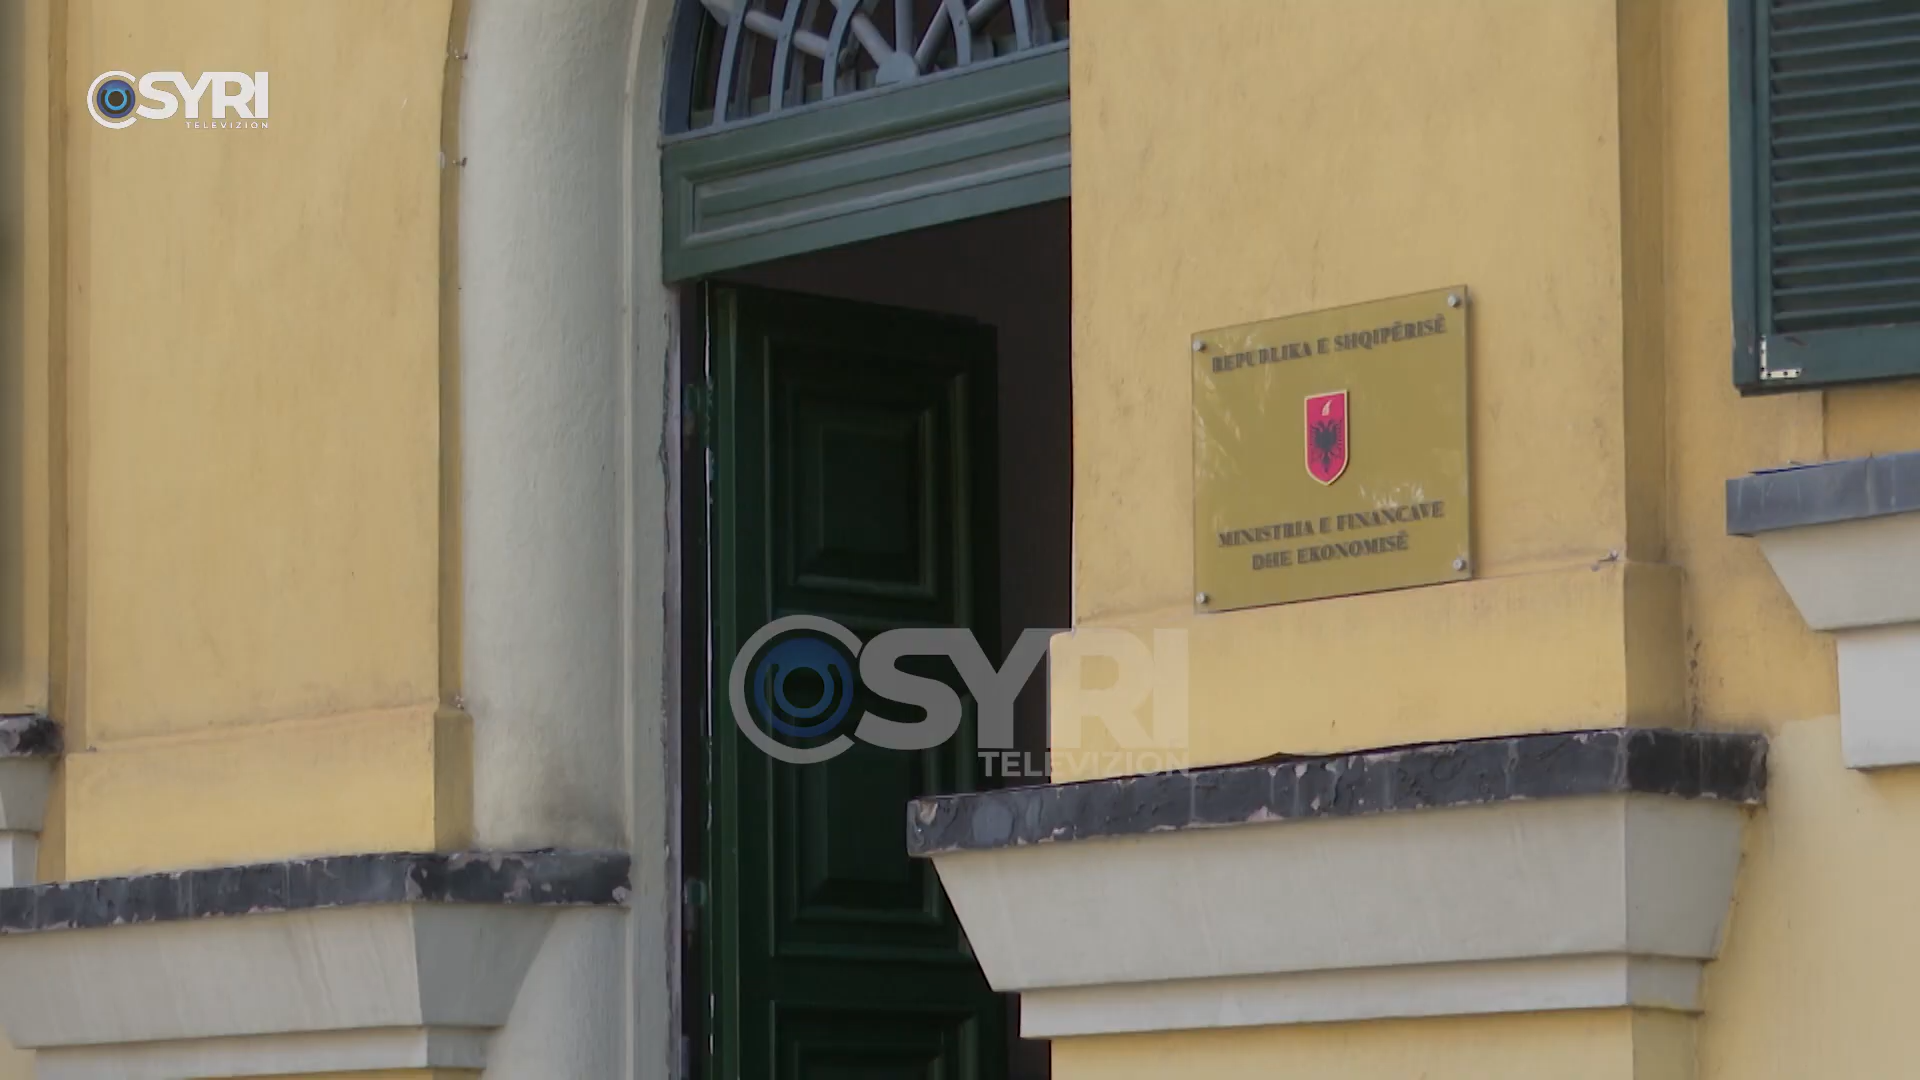 SYRI
TELEVIZION
REPUBLIKA E SHQIPËRISË
MINISTRIA E FINANCAVE
DHE EKONOMISË
SYRI
TELEVIZION